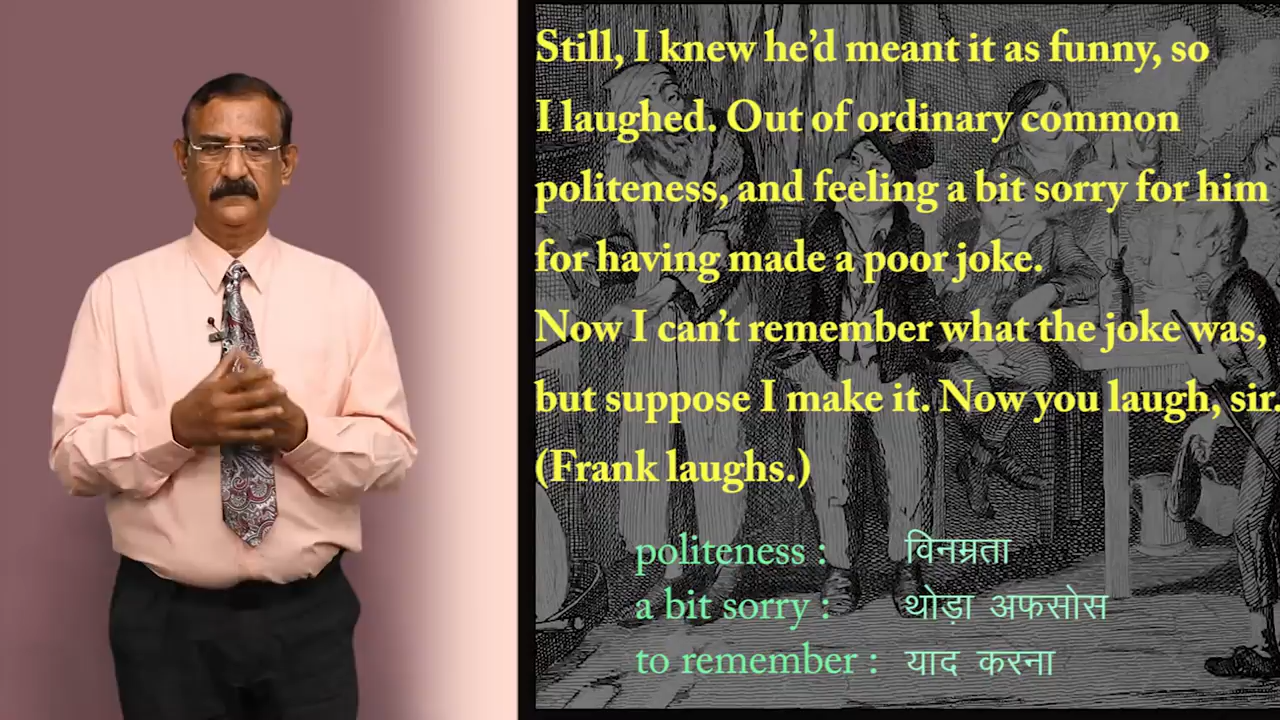 Still, I knew he’d meant it as funny, so
I laughed. Out of ordinary common
politeness, and feeling a bit sorry for him
for having made a poor joke.
Now I can’t remember what the joke was,
but suppose I make it. Now you laugh, sir.
(Frank laughs.)
politeness : विनम्रता
a bit sorry : थोड़ा अफसोस
to remember : याद करना